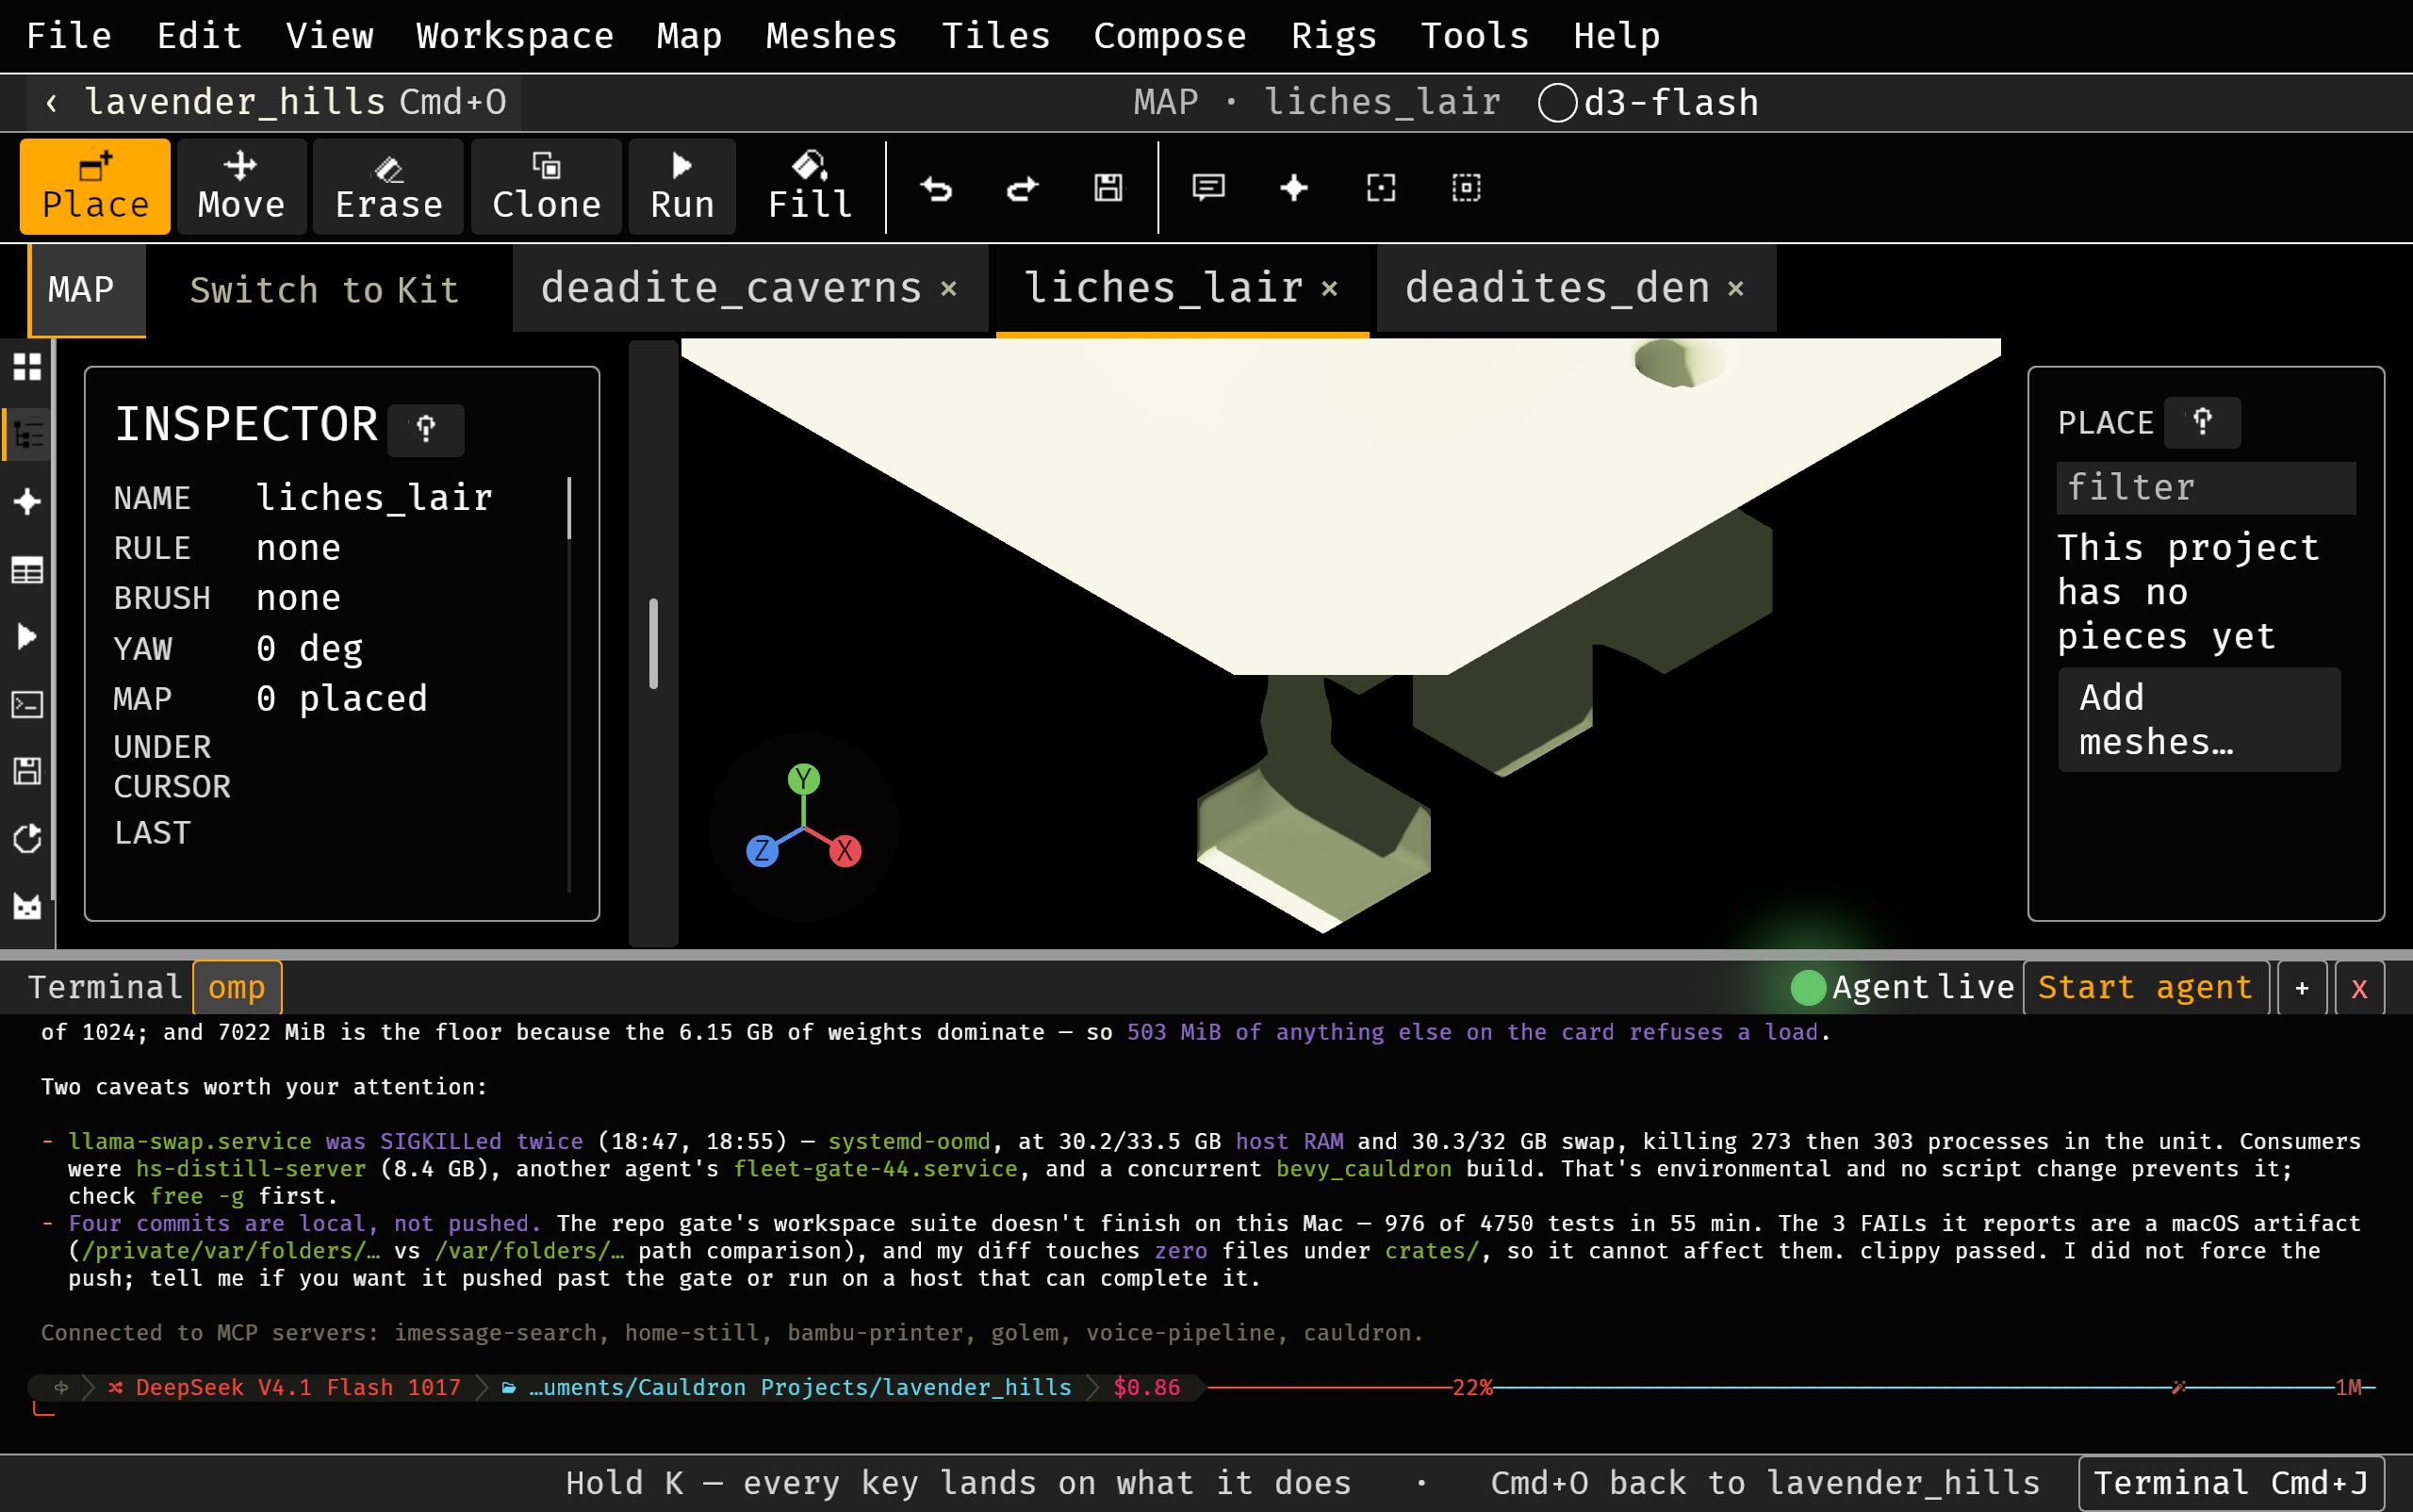 File Edit View Workspace Map Meshes Tiles Compose Rigs Tools Help
‹ lavender_hills Cmd+O
MAP · liches_lair d3-flash
Place Move Erase Clone Run Fill
MAP Switch to Kit deadite_caverns × liches_lair × deadites_den ×
INSPECTOR
NAME liches_lair
RULE none
BRUSH none
YAW 0 deg
MAP 0 placed
UNDER
CURSOR
LAST
Y
Z X
PLACE
filter
This project
has no
pieces yet
Add
meshes…
Terminal omp Agent live Start agent + X
of 1024; and 7022 MiB is the floor because the 6.15 GB of weights dominate — so 503 MiB of anything else on the card refuses a load.
Two caveats worth your attention:
- llama-swap.service was SIGKILLed twice (18:47, 18:55) — systemd-oomd, at 30.2/33.5 GB host RAM and 30.3/32 GB swap, killing 273 then 303 processes in the unit. Consumers
were hs-distill-server (8.4 GB), another agent's fleet-gate-44.service, and a concurrent bevy_cauldron build. That's environmental and no script change prevents it;
check free -g first.
- Four commits are local, not pushed. The repo gate's workspace suite doesn't finish on this Mac — 976 of 4750 tests in 55 min. The 3 FAILs it reports are a macOS artifact
(/private/var/folders/… vs /var/folders/… path comparison), and my diff touches zero files under crates/, so it cannot affect them. clippy passed. I did not force the
push; tell me if you want it pushed past the gate or run on a host that can complete it.
Connected to MCP servers: imessage-search, home-still, bambu-printer, golem, voice-pipeline, cauldron.
DeepSeek V4.1 Flash 1017 …uments/Cauldron Projects/lavender_hills $0.86 22% 1M
Hold K — every key lands on what it does · Cmd+O back to lavender_hills Terminal Cmd+J